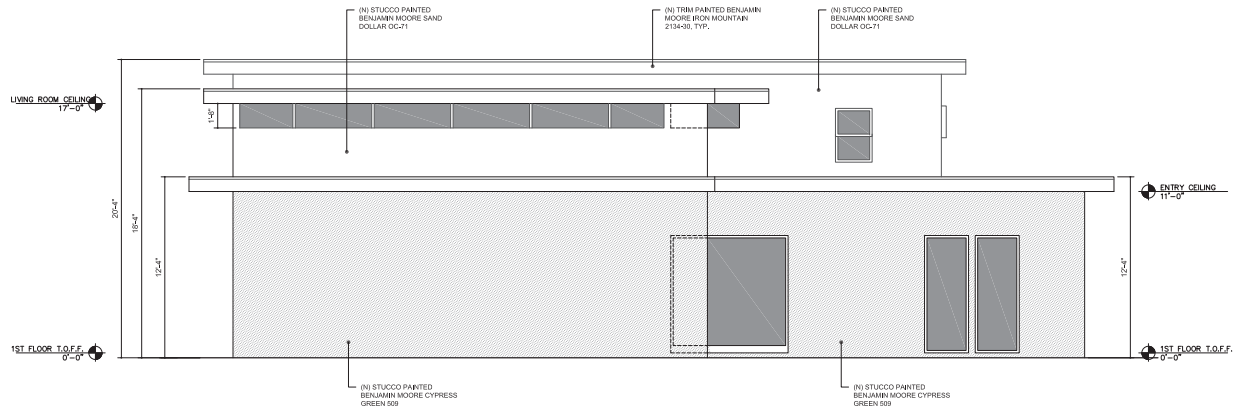 (N) STUCCO PAINTED
BENJAMIN MOORE SAND
DOLLAR OC-71
(N) TRIM PAINTED BENJAMIN
MOORE IRON MOUNTAIN
2134-30, TYP.
(N) STUCCO PAINTED
BENJAMIN MOORE SAND
DOLLAR OC-71
LIVING ROOM CEILING
17'-0"
1'-8"
20'-4"
18'-4"
12'-4"
ENTRY CEILING
11'-0"
12'-4"
1ST FLOOR T.O.F.F.
0'-0"
1ST FLOOR T.O.F.F.
0'-0"
(N) STUCCO PAINTED
BENJAMIN MOORE CYPRESS
GREEN 509
(N) STUCCO PAINTED
BENJAMIN MOORE CYPRESS
GREEN 509